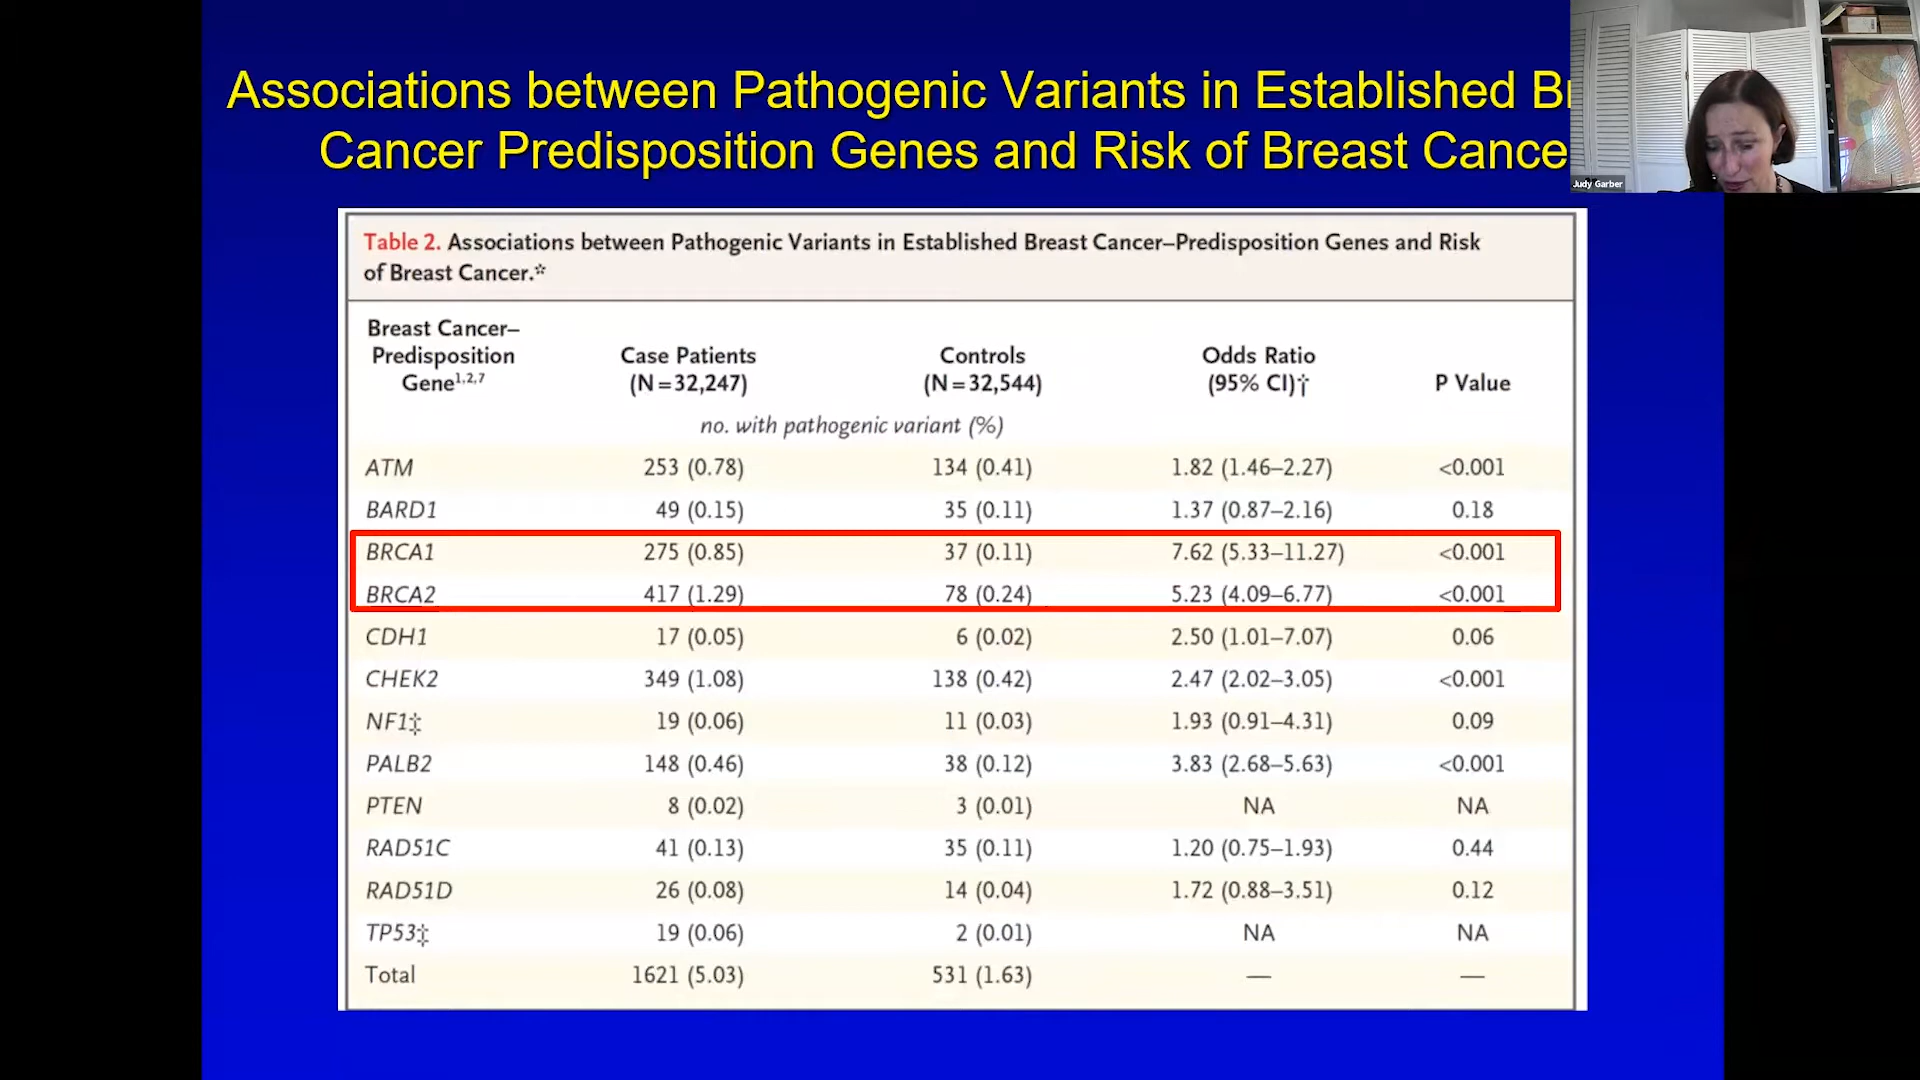 Associations between Pathogenic Variants in Established
Cancer Predisposition Genes and Risk of Breast Cance
Judy Garber
Table 2. Associations between Pathogenic Variants in Established Breast Cancer–Predisposition Genes and Risk
of Breast Cancer.*
Breast Cancer–
Predisposition
Gene1,2,7
Case Patients
(N=32,247)
Controls
(N=32,544)
Odds Ratio
(95% CI)†
P Value
no. with pathogenic variant (%)
ATM 253 (0.78) 134 (0.41) 1.82 (1.46–2.27) <0.001
BARD1 49 (0.15) 35 (0.11) 1.37 (0.87–2.16) 0.18
BRCA1 275 (0.85) 37 (0.11) 7.62 (5.33–11.27) <0.001
BRCA2 417 (1.29) 78 (0.24) 5.23 (4.09–6.77) <0.001
CDH1 17 (0.05) 6 (0.02) 2.50 (1.01–7.07) 0.06
CHEK2 349 (1.08) 138 (0.42) 2.47 (2.02–3.05) <0.001
NF1‡ 19 (0.06) 11 (0.03) 1.93 (0.91–4.31) 0.09
PALB2 148 (0.46) 38 (0.12) 3.83 (2.68–5.63) <0.001
PTEN 8 (0.02) 3 (0.01) NA NA
RAD51C 41 (0.13) 35 (0.11) 1.20 (0.75–1.93) 0.44
RAD51D 26 (0.08) 14 (0.04) 1.72 (0.88–3.51) 0.12
TP53‡ 19 (0.06) 2 (0.01) NA NA
Total 1621 (5.03) 531 (1.63) — —